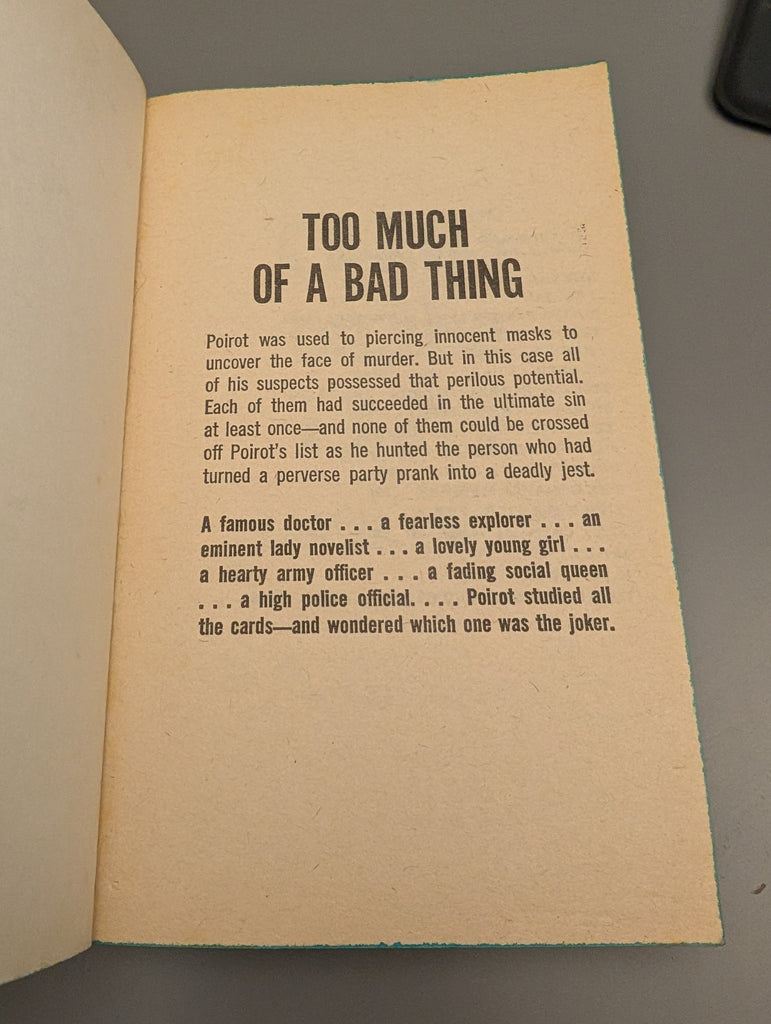 TOO MUCH
OF A BAD THING
Poirot was used to piercing innocent masks to
uncover the face of murder. But in this case all
of his suspects possessed that perilous potential.
Each of them had succeeded in the ultimate sin
at least once—and none of them could be crossed
off Poirot's list as he hunted the person who had
turned a perverse party prank into a deadly jest.
A famous doctor . . . a fearless explorer . . . an
eminent lady novelist . . . a lovely young girl . . .
a hearty army officer . . . a fading social queen
. . . a high police official. . . . Poirot studied all
the cards—and wondered which one was the joker.